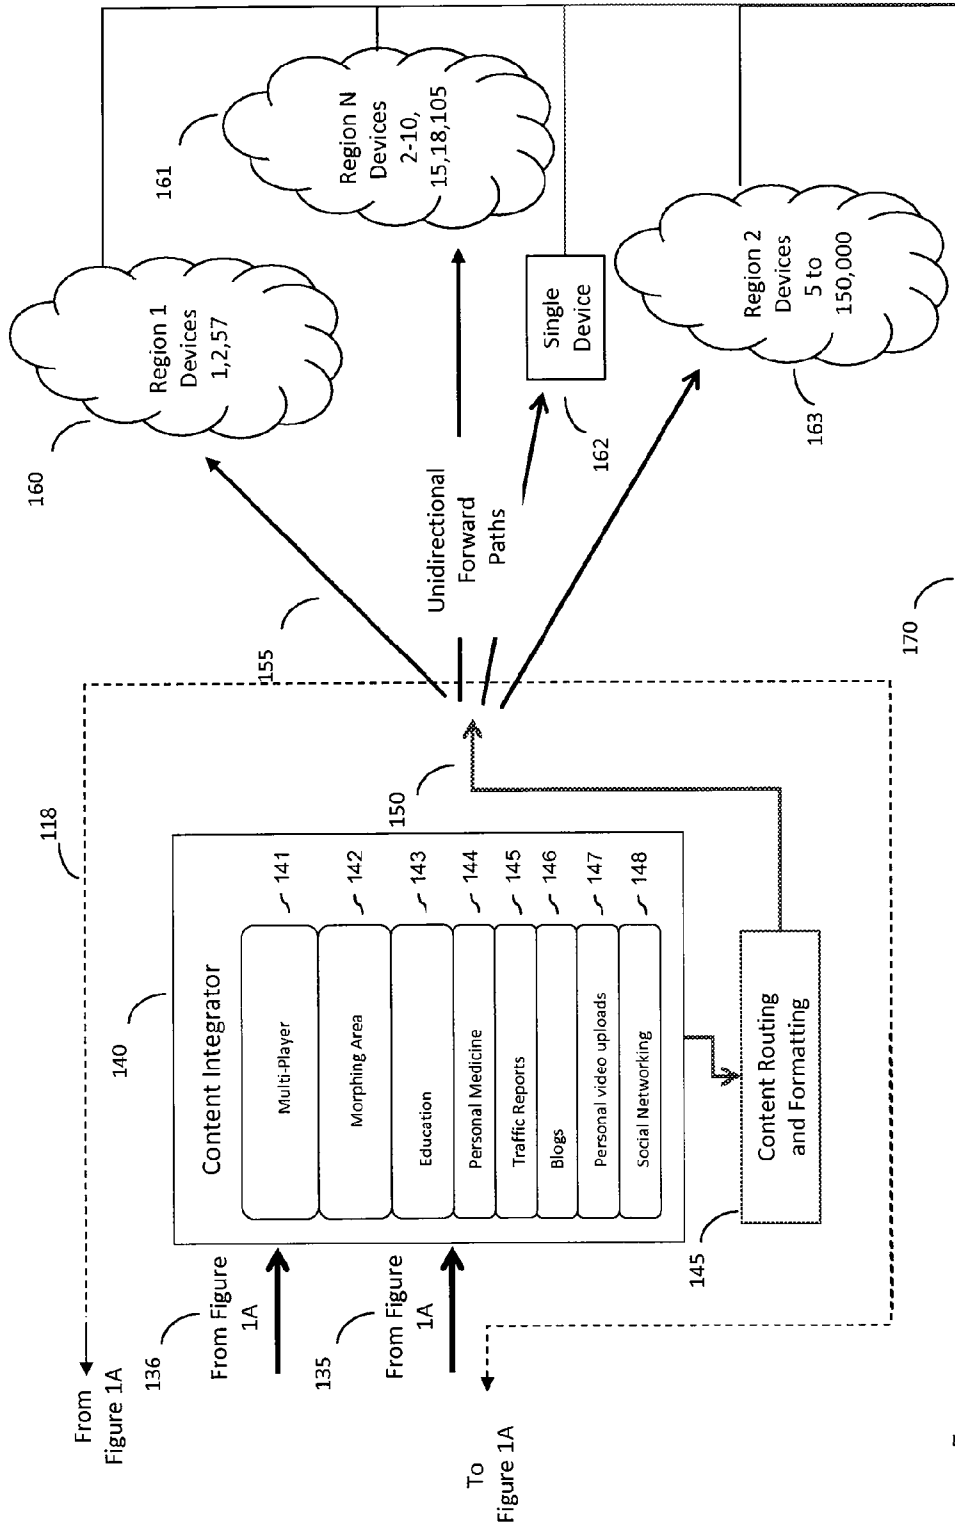 From
Figure 1A
118
136
From Figure
1A
135
From Figure
1A
To
Figure 1A
140
Content Integrator
Multi-Player
141
Morphing Area
142
Education
143
Personal Medicine
144
Traffic Reports
145
Blogs
146
Personal video uploads
147
Social Networking
148
145
Content Routing
and Formatting
150
155
Unidirectional
Forward
Paths
160
Region 1
Devices
1,2,57
161
Region N
Devices
2-10,
15,18,105
162
Single
Device
163
Region 2
Devices
5 to
150,000
170